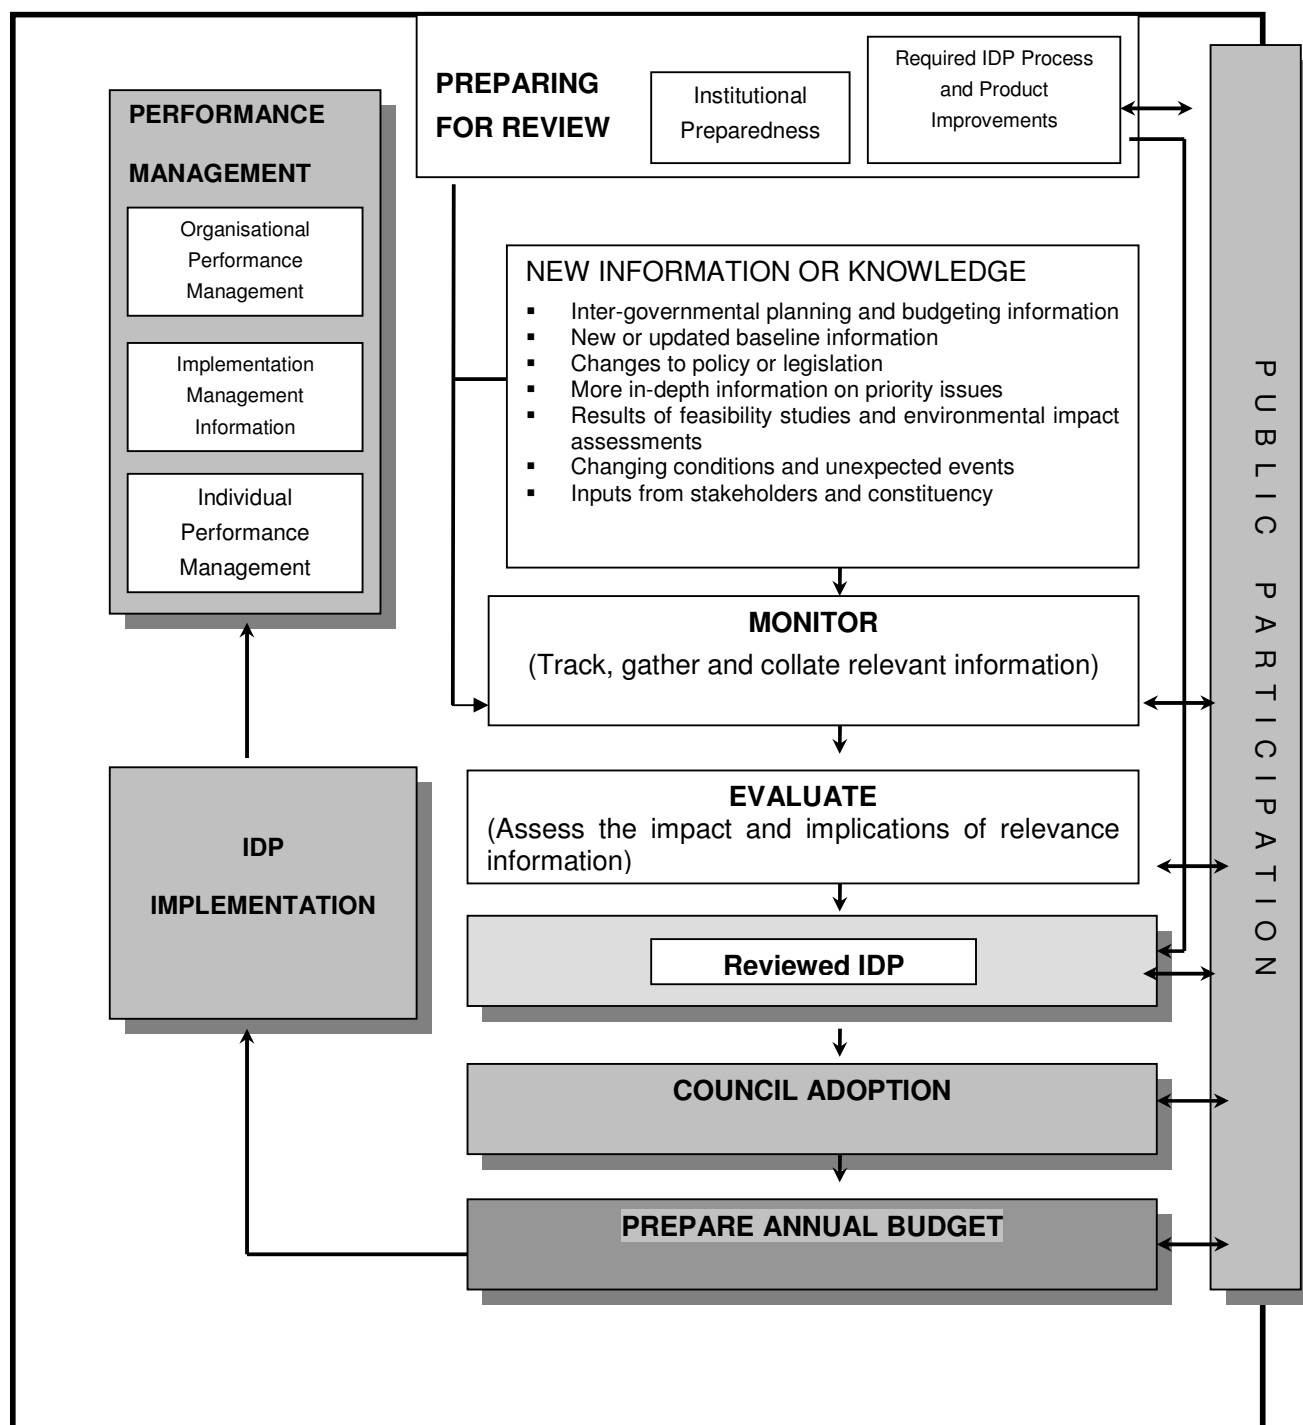 PREPARING
FOR REVIEW
Institutional
Preparedness
Required IDP Process
and Product
Improvements
PERFORMANCE
MANAGEMENT
Organisational
Performance
Management
Implementation
Management
Information
Individual
Performance
Management
NEW INFORMATION OR KNOWLEDGE
▪ Inter-governmental planning and budgeting information
▪ New or updated baseline information
▪ Changes to policy or legislation
▪ More in-depth information on priority issues
▪ Results of feasibility studies and environmental impact
assessments
▪ Changing conditions and unexpected events
▪ Inputs from stakeholders and constituency
MONITOR
(Track, gather and collate relevant information)
EVALUATE
(Assess the impact and implications of relevance
information)
Reviewed IDP
COUNCIL ADOPTION
PREPARE ANNUAL BUDGET
IDP
IMPLEMENTATION
PUBLIC PARTICIPATION